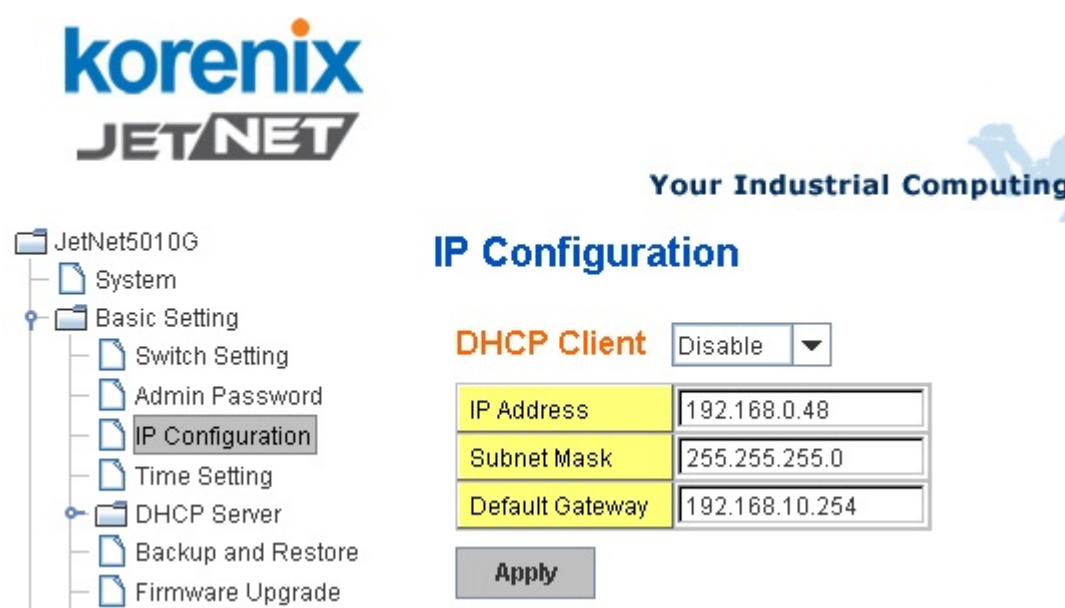 korenix
JETNET
Your Industrial Computing
JetNet5010G
System
Basic Setting
Switch Setting
Admin Password
IP Configuration
Time Setting
DHCP Server
Backup and Restore
Firmware Upgrade
IP Configuration
DHCP Client Disable
IP Address 192.168.0.48
Subnet Mask 255.255.255.0
Default Gateway 192.168.10.254
Apply